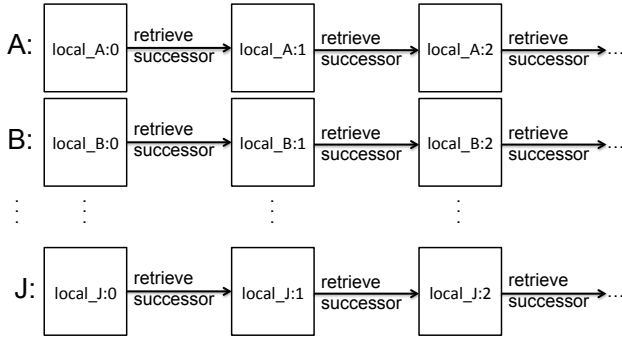 A: local_A:0 retrieve successor local_A:1 retrieve successor local_A:2 retrieve successor ...
B: local_B:0 retrieve successor local_B:1 retrieve successor local_B:2 retrieve successor ...
J: local_J:0 retrieve successor local_J:1 retrieve successor local_J:2 retrieve successor ...